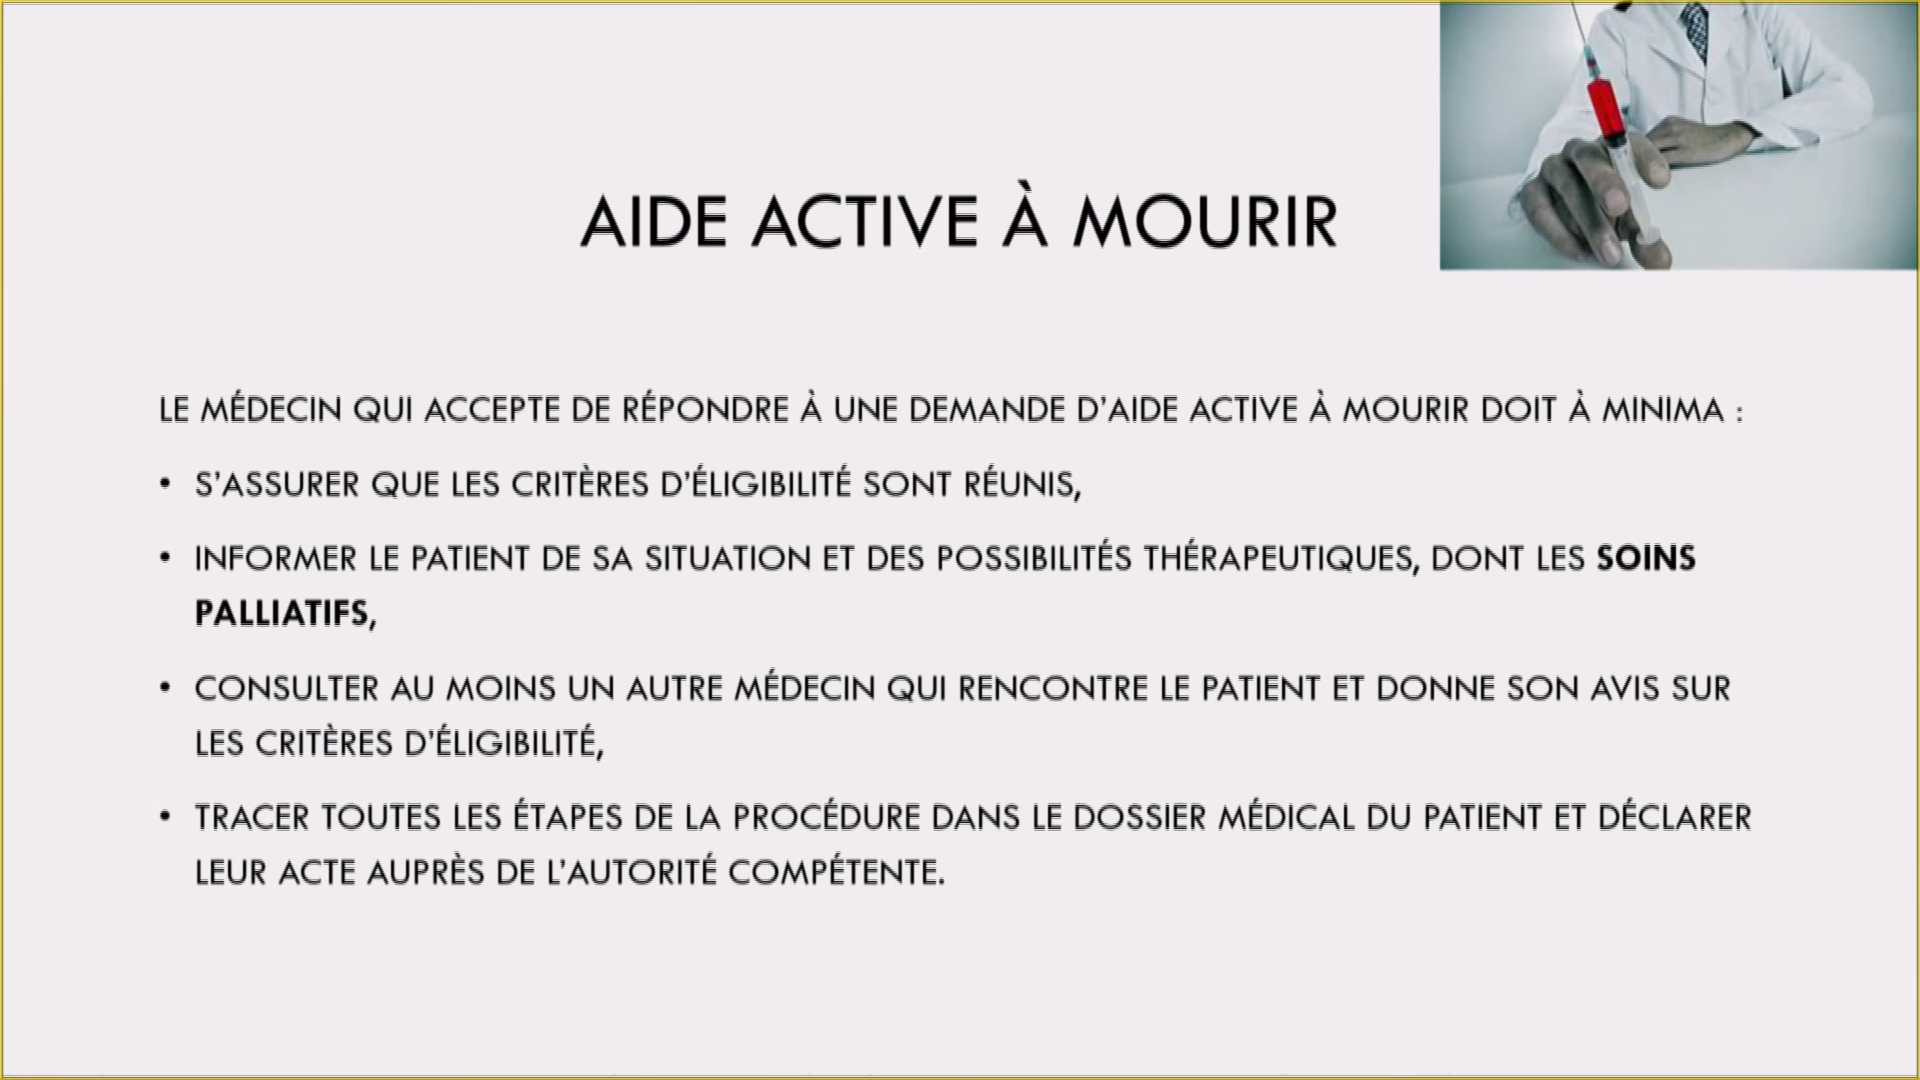 AIDE ACTIVE À MOURIR
LE MÉDECIN QUI ACCEPTE DE RÉPONDRE À UNE DEMANDE D’AIDE ACTIVE À MOURIR DOIT À MINIMA :
• S’ASSURER QUE LES CRITÈRES D’ÉLIGIBILITÉ SONT RÉUNIS,
• INFORMER LE PATIENT DE SA SITUATION ET DES POSSIBILITÉS THÉRAPEUTIQUES, DONT LES SOINS
PALLIATIFS,
• CONSULTER AU MOINS UN AUTRE MÉDECIN QUI RENCONTRE LE PATIENT ET DONNE SON AVIS SUR
LES CRITÈRES D’ÉLIGIBILITÉ,
• TRACER TOUTES LES ÉTAPES DE LA PROCÉDURE DANS LE DOSSIER MÉDICAL DU PATIENT ET DÉCLARER
LEUR ACTE AUPRÈS DE L’AUTORITÉ COMPÉTENTE.